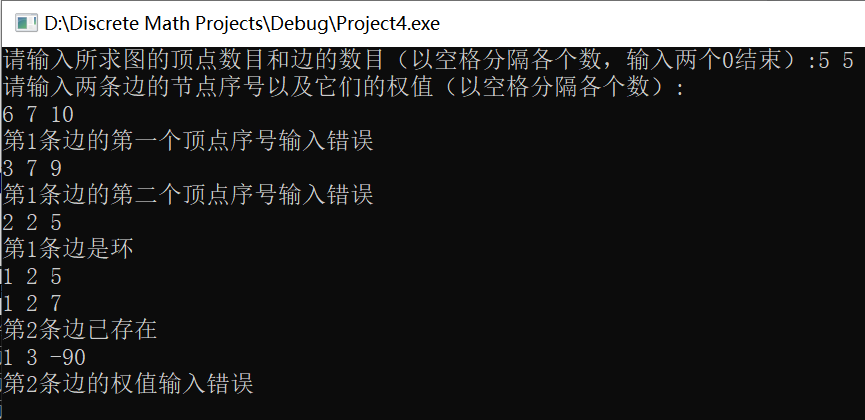 D:\Discrete Math Projects\Debug\Project4.exe
请输入所求图的顶点数目和边的数目（以空格分隔各个数，输入两个0结束）:5 5
请输入两条边的节点序号以及它们的权值（以空格分隔各个数）:
6 7 10
第1条边的第一个顶点序号输入错误
3 7 9
第1条边的第二个顶点序号输入错误
2 2 5
第1条边是环
1 2 5
1 2 7
第2条边已存在
1 3 -90
第2条边的权值输入错误